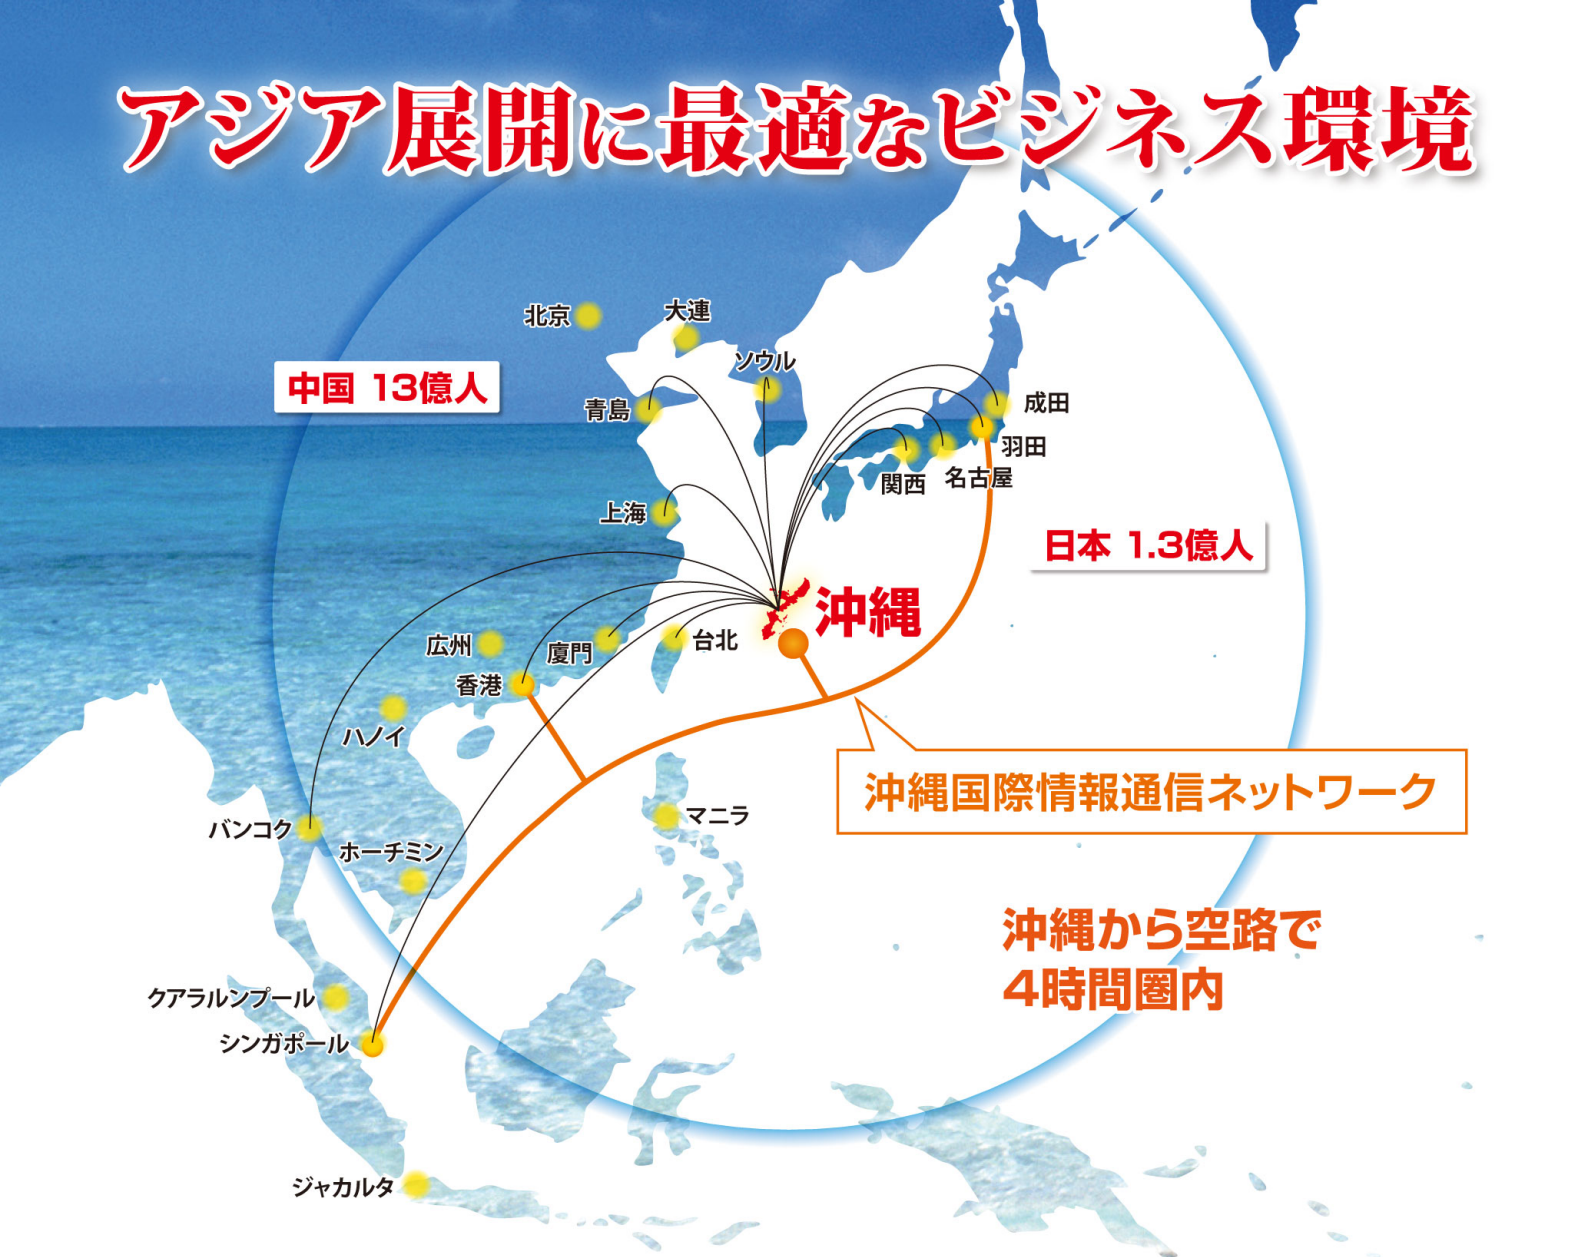 アジア展開に最適なビジネス環境
北京
大連
ソウル
中国 13億人
青島
成田
羽田
関西
名古屋
上海
日本 1.3億人
沖縄
広州
廈門
台北
香港
ハノイ
沖縄国際情報通信ネットワーク
バンコク
マニラ
ホーチミン
沖縄から空路で
4時間圏内
クアラルンプール
シンガポール
ジャカルタ